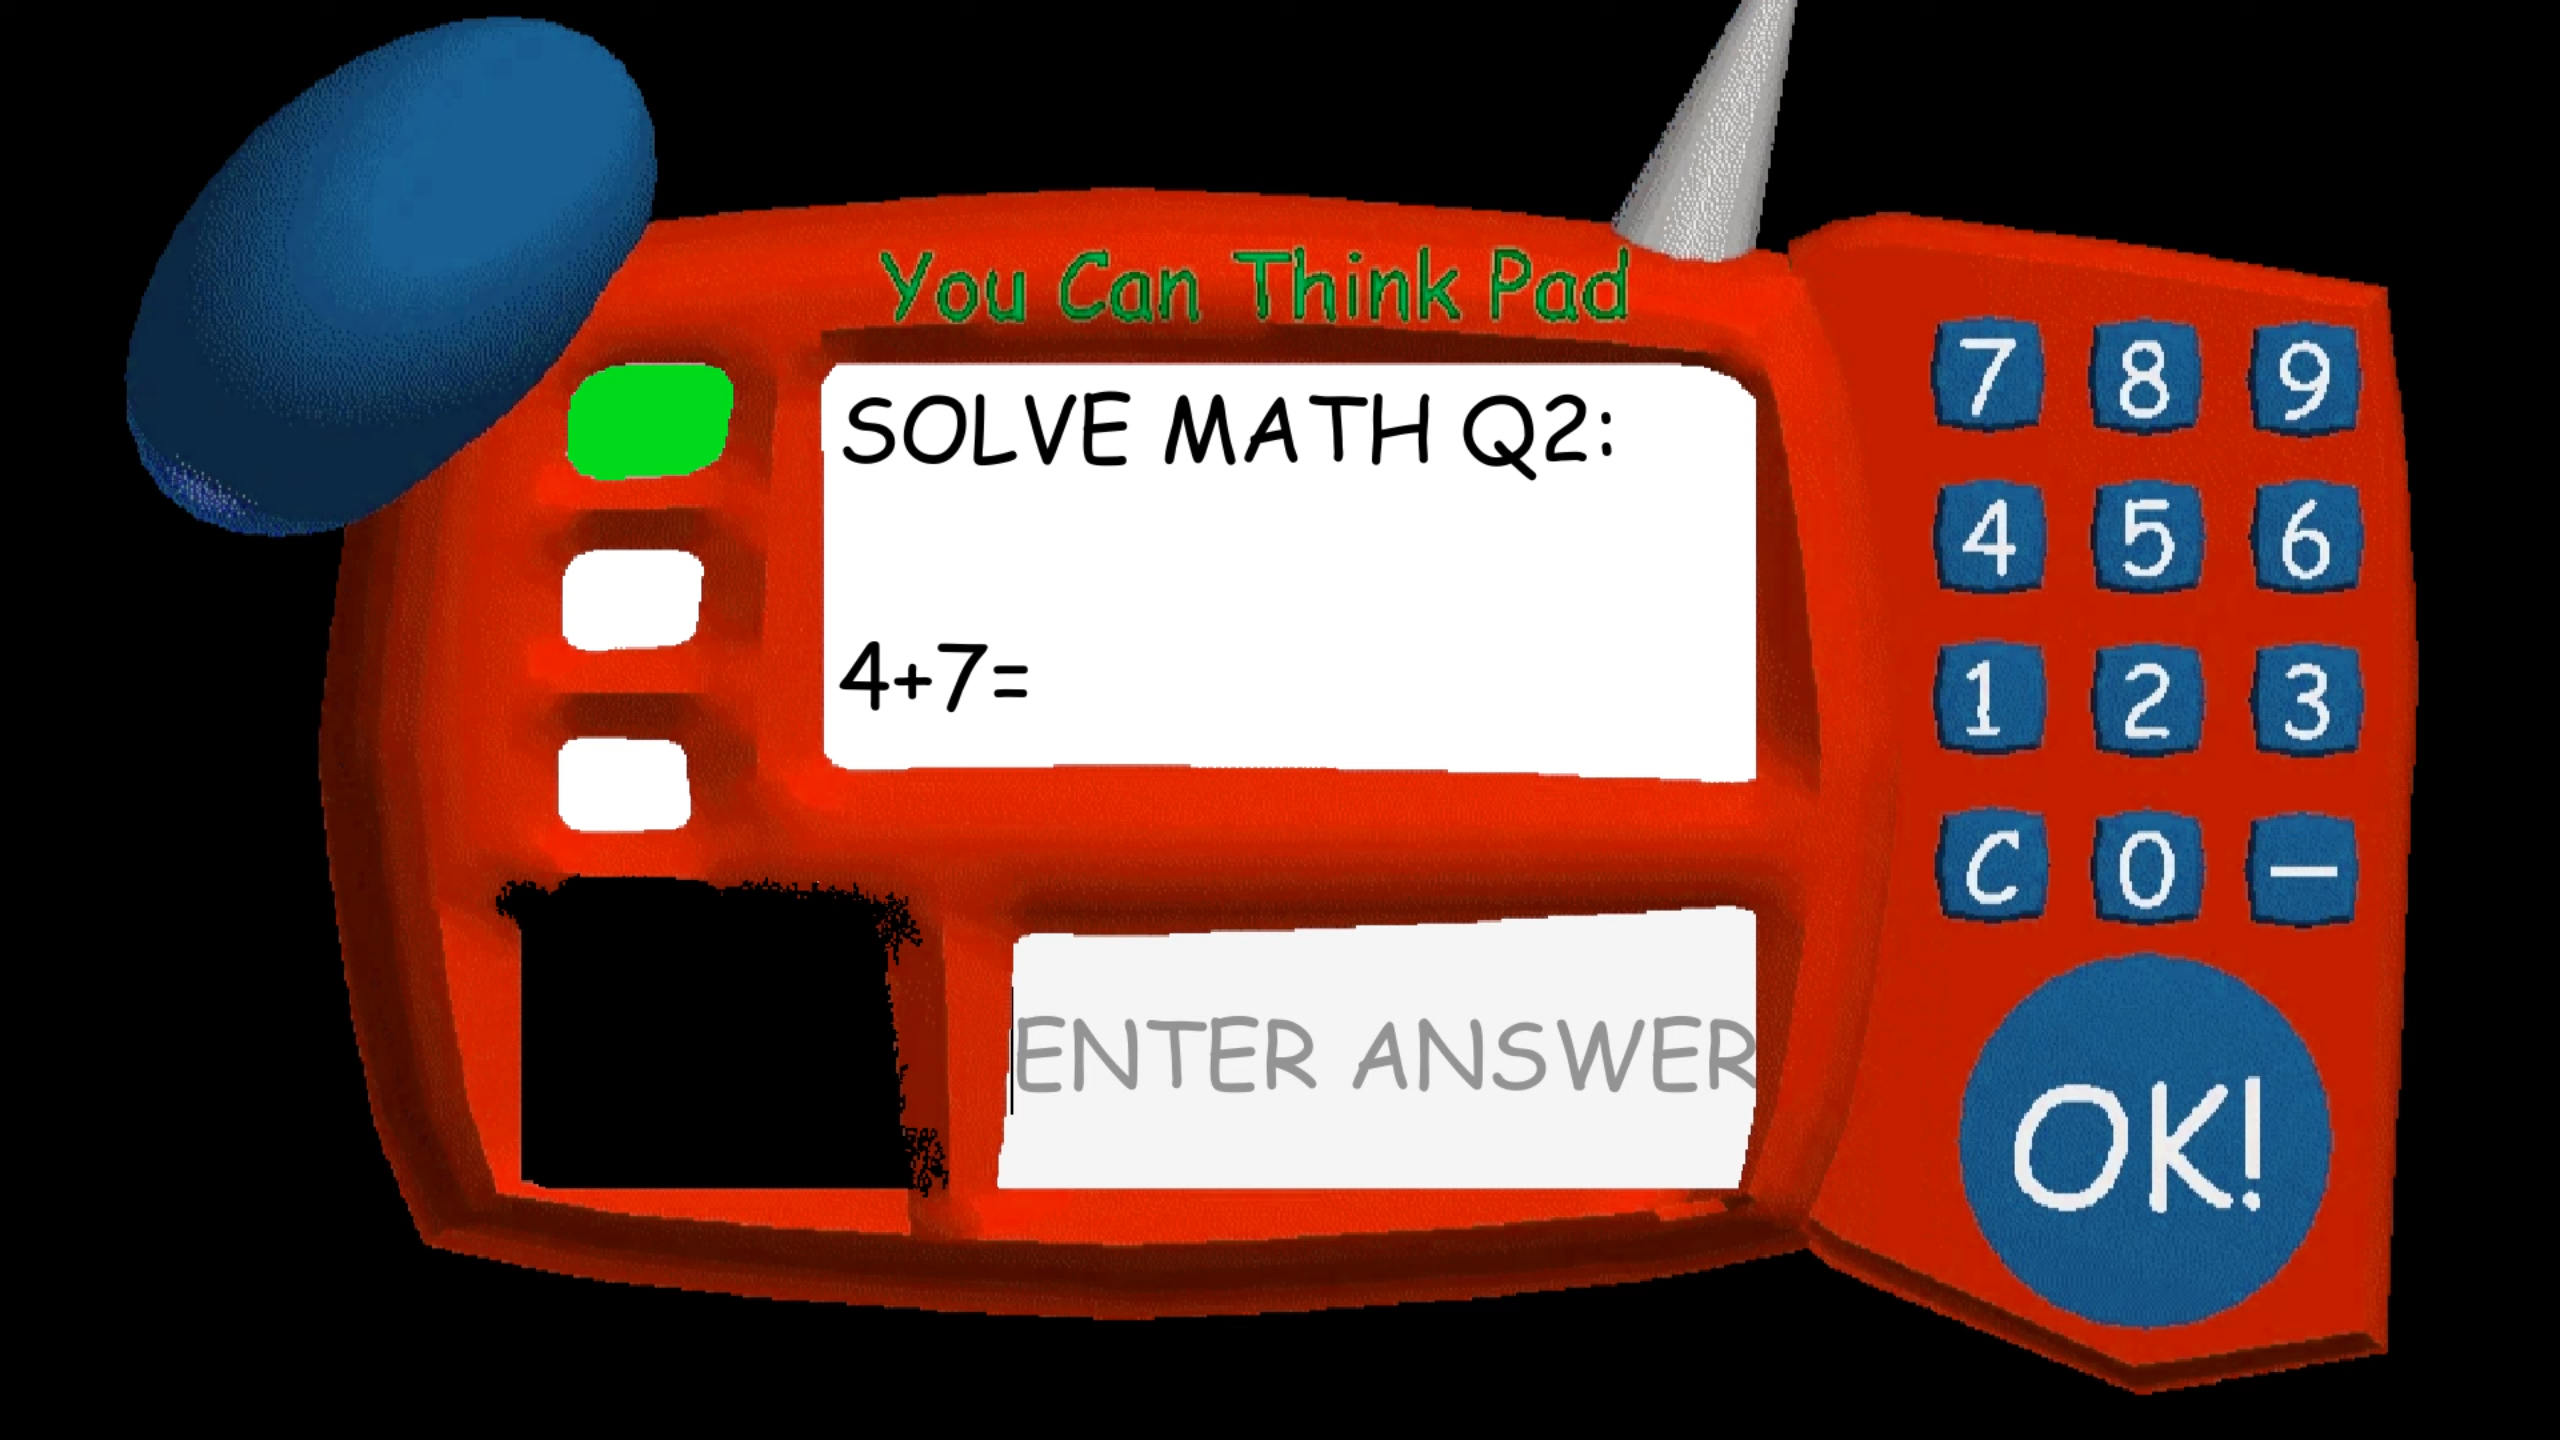 You Can Think Pad
SOLVE MATH Q2:
4+7=
ENTER ANSWER
7 8 9
4 5 6
1 2 3
C 0 −
OK!